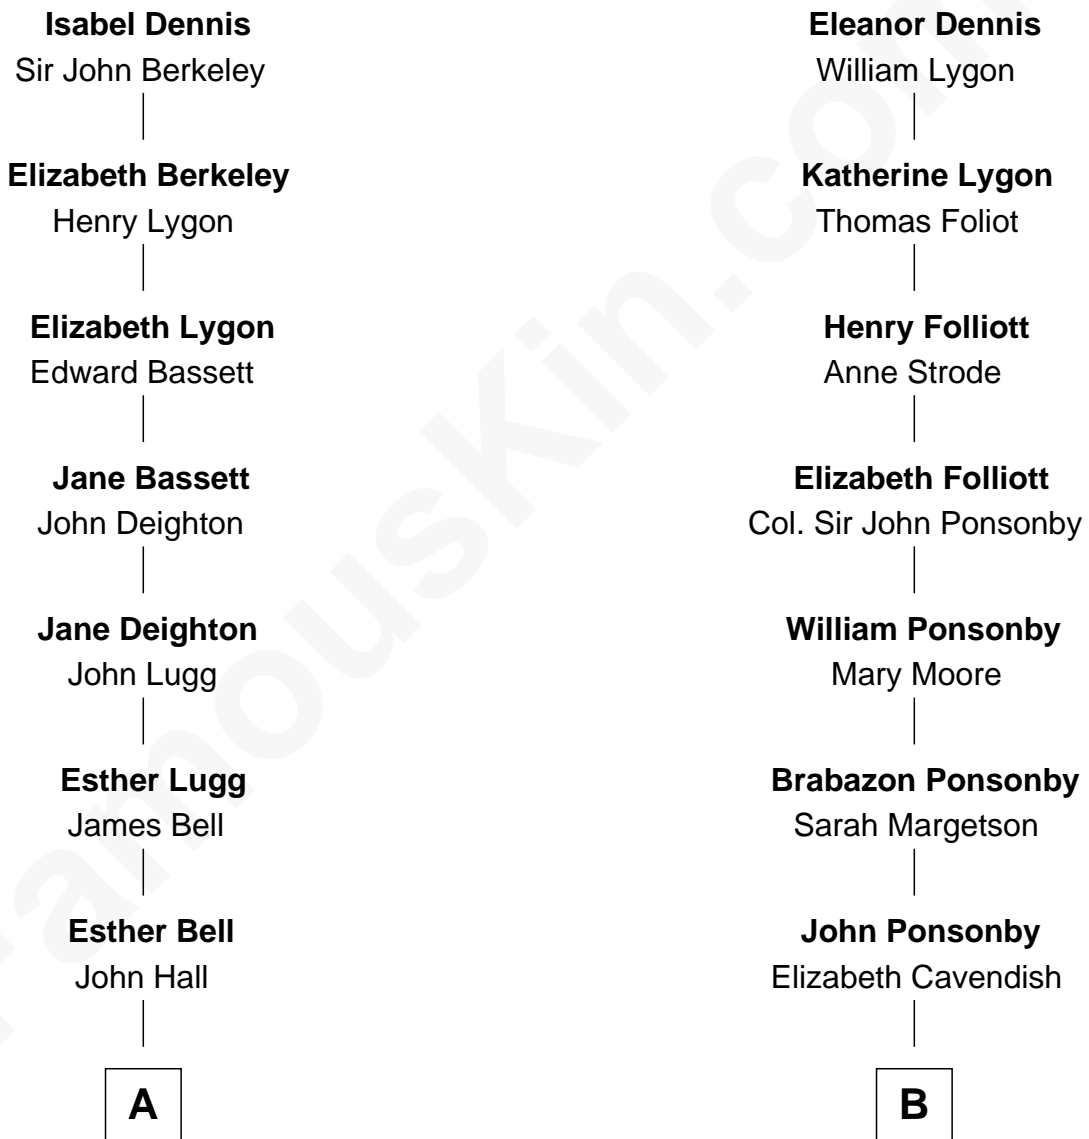 Isabel Dennis
Sir John Berkeley
Elizabeth Berkeley
Henry Lygon
Elizabeth Lygon
Edward Bassett
Jane Bassett
John Deighton
Jane Deighton
John Lugg
Esther Lugg
James Bell
Esther Bell
John Hall
A
Eleanor Dennis
William Lygon
Katherine Lygon
Thomas Foliot
Henry Folliott
Anne Strode
Elizabeth Folliott
Col. Sir John Ponsonby
William Ponsonby
Mary Moore
Brabazon Ponsonby
Sarah Margetson
John Ponsonby
Elizabeth Cavendish
B
FamousKin.com